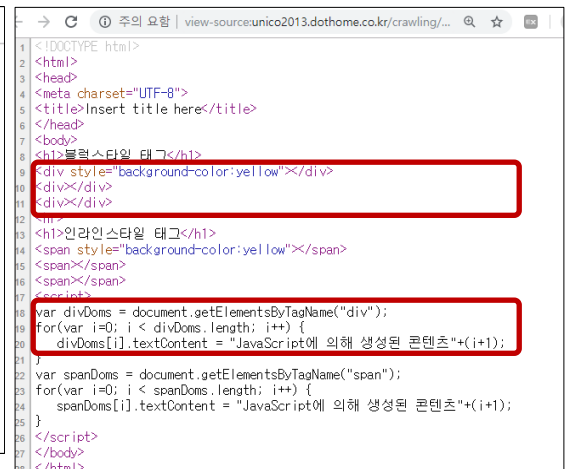 주의 요함 | view-source:unico2013.dothome.co.kr/crawling/...
1 <!DOCTYPE html>
2 <html>
3 <head>
4 <meta charset="UTF-8">
5 <title>Insert title here</title>
6 </head>
7 <body>
8 <h1>블럭스타일 태그</h1>
9 <div style="background-color:yellow"></div>
10 <div></div>
11 <div></div>
12 <hr>
13 <h1>인라인스타일 태그</h1>
14 <span style="background-color:yellow"></span>
15 <span></span>
16 <span></span>
17 <script>
18 var divDoms = document.getElementsByTagName("div");
19 for(var i=0; i < divDoms.length; i++) {
20 divDoms[i].textContent = "JavaScript에 의해 생성된 콘텐츠"+(i+1);
21 }
22 var spanDoms = document.getElementsByTagName("span");
23 for(var i=0; i < spanDoms.length; i++) {
24 spanDoms[i].textContent = "JavaScript에 의해 생성된 콘텐츠"+(i+1);
25 }
26 </script>
27 </body>
28 </html>